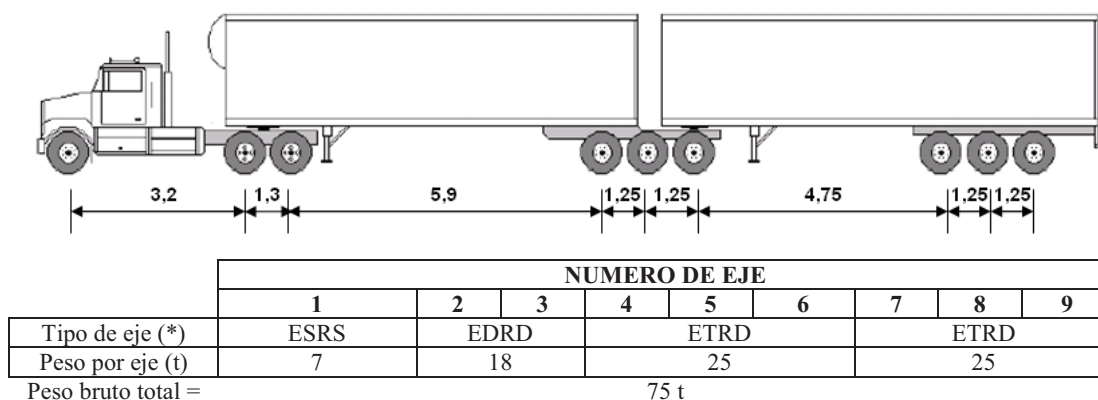 3,2 1,3 5,9 1,25 1,25 4,75 1,25 1,25
NUMERO DE EJE
1 2 3 4 5 6 7 8 9
Tipo de eje (*) ESRS EDRD ETRD ETRD
Peso por eje (t) 7 18 25 25
Peso bruto total = 75 t